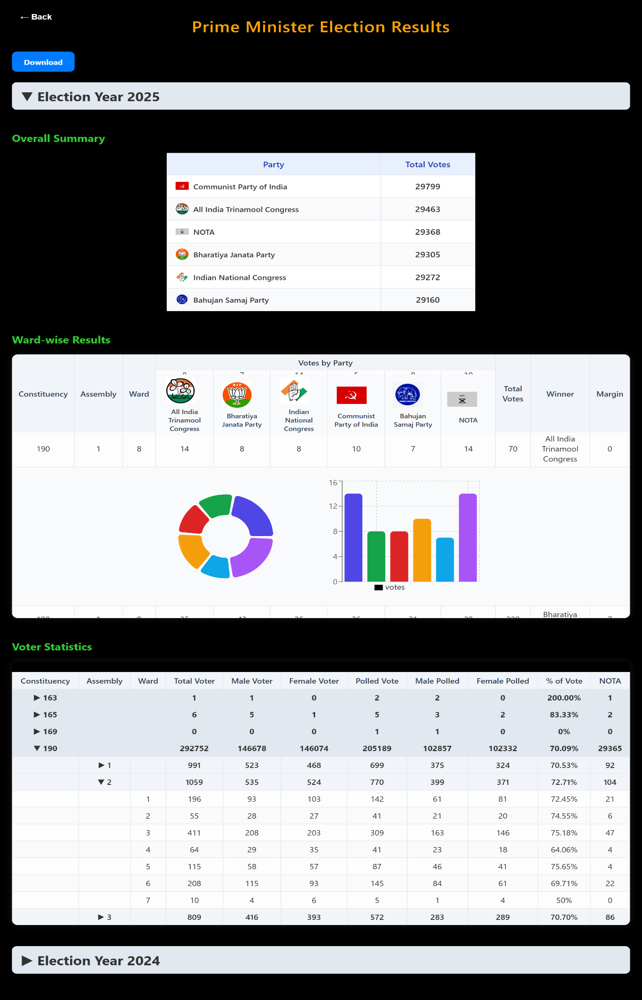 ← Back
Prime Minister Election Results
Download
▼ Election Year 2025
Overall Summary
Party Total Votes
Communist Party of India 29799
All India Trinamool Congress 29463
NOTA 29368
Bharatiya Janata Party 29305
Indian National Congress 29272
Bahujan Samaj Party 29160
Ward-wise Results
Votes by Party
Constituency Assembly Ward Total Votes Winner Margin
BJP
All India Trinamool Congress
Bharatiya Janata Party
Indian National Congress
Communist Party of India
Bahujan Samaj Party
NOTA
190 1 8 14 8 8 10 7 14 70 All India Trinamool Congress 0
16
12
8
4
0
votes
Bharatiya
Voter Statistics
Constituency Assembly Ward Total Voter Male Voter Female Voter Polled Vote Male Polled Female Polled % of Vote NOTA
▶ 163 1 1 0 2 2 0 200.00% 1
▶ 165 6 5 1 5 3 2 83.33% 2
▶ 169 0 0 0 1 1 0 0% 0
▼ 190 292752 146678 146074 205189 102857 102332 70.09% 29365
▶ 1 991 523 468 699 375 324 70.53% 92
▼ 2 1059 535 524 770 399 371 72.71% 104
1 196 93 103 142 61 81 72.45% 21
2 55 28 27 41 21 20 74.55% 6
3 411 208 203 309 163 146 75.18% 47
4 64 29 35 41 23 18 64.06% 4
5 115 58 57 87 46 41 75.65% 4
6 208 115 93 145 84 61 69.71% 22
7 10 4 6 5 1 4 50% 0
▶ 3 809 416 393 572 283 289 70.70% 86
▶ Election Year 2024